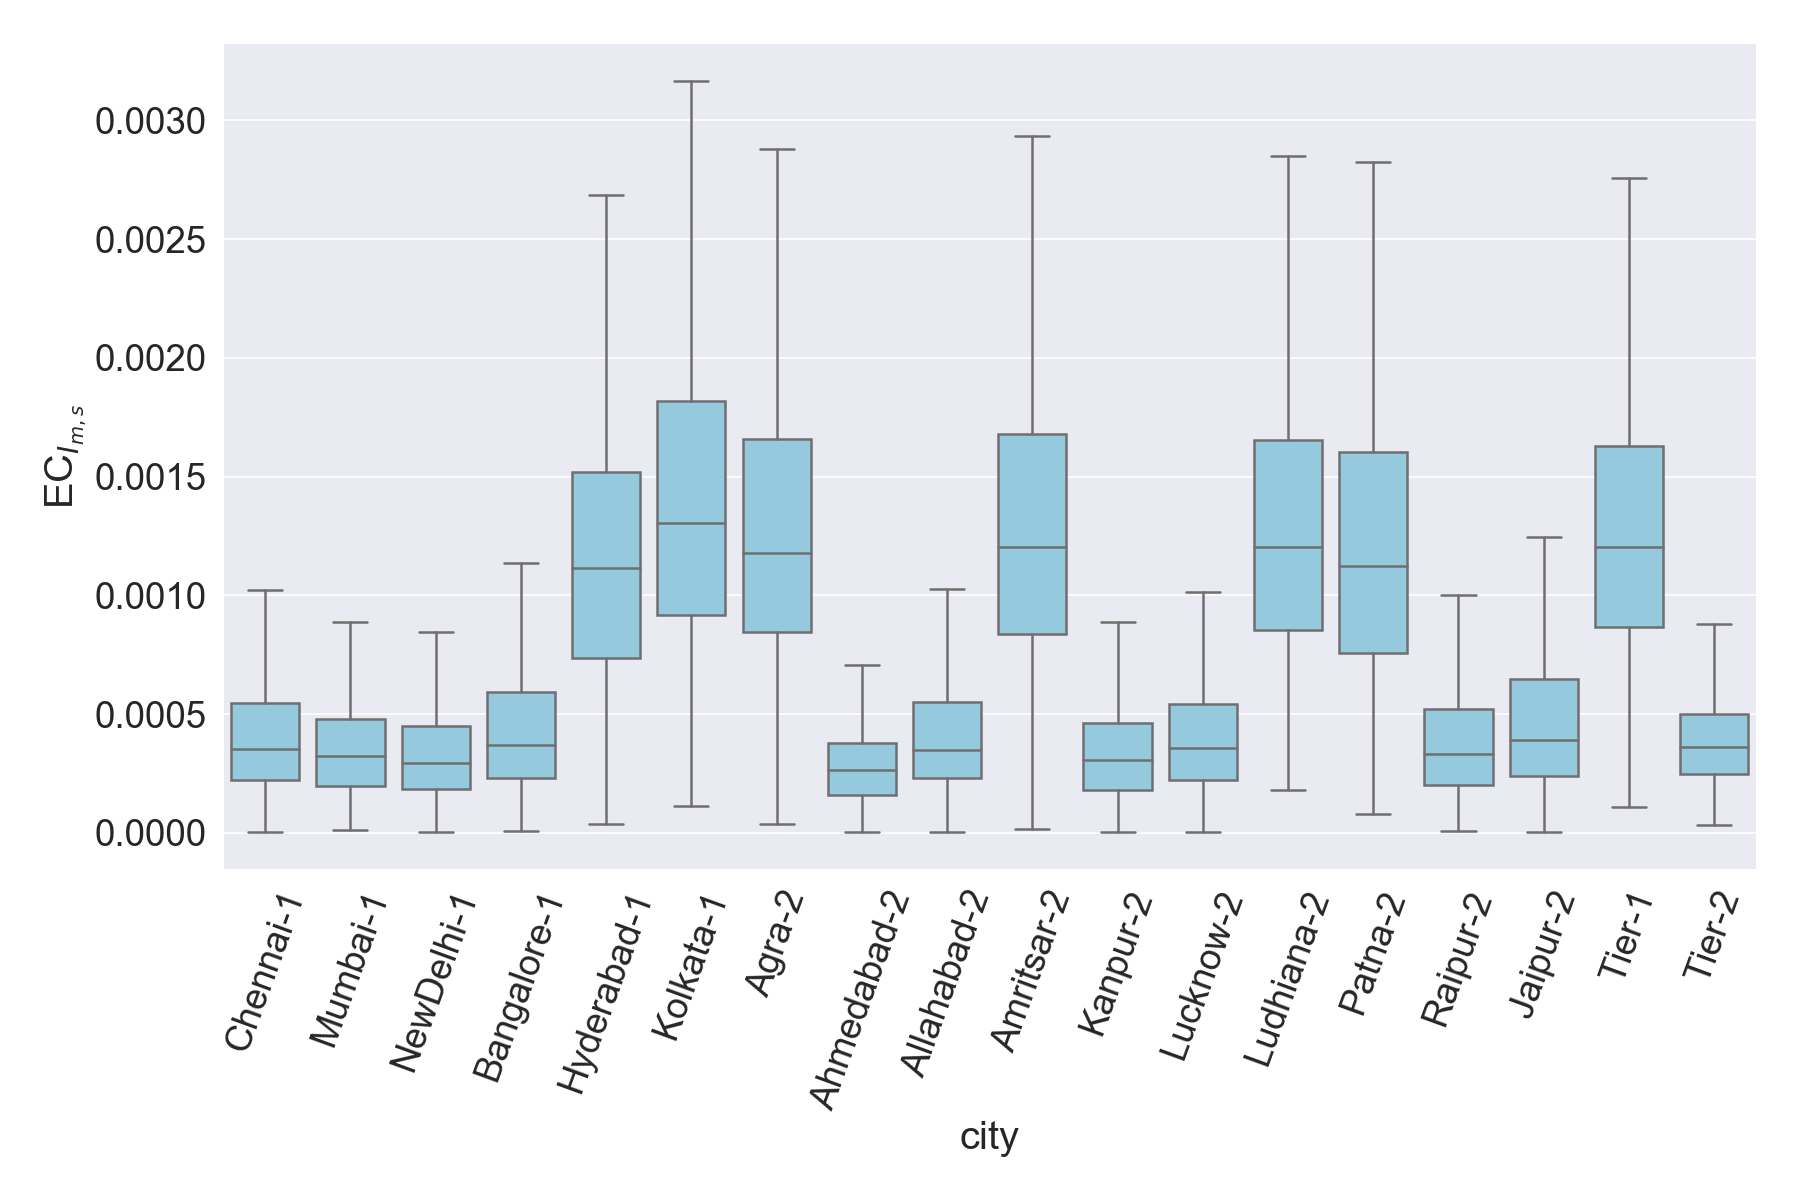 0.0030
0.0025
0.0020
0.0015
0.0010
0.0005
0.0000
EC_{I_{m,s}}
Chennai-1
Mumbai-1
NewDelhi-1
Bangalore-1
Hyderabad-1
Kolkata-1
Agra-2
Ahmedabad-2
Allahabad-2
Amritsar-2
Kanpur-2
Lucknow-2
Ludhiana-2
Patna-2
Raipur-2
Jaipur-2
Tier-1
Tier-2
city